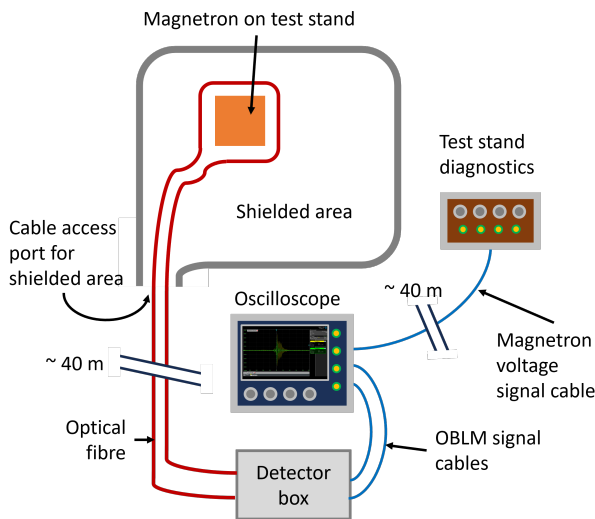 Magnetron on test stand
Test stand
diagnostics
Shielded area
Cable access
port for
shielded area
Oscilloscope
~ 40 m
~ 40 m
Magnetron
voltage
signal cable
Optical
fibre
OBLM signal
cables
Detector
box